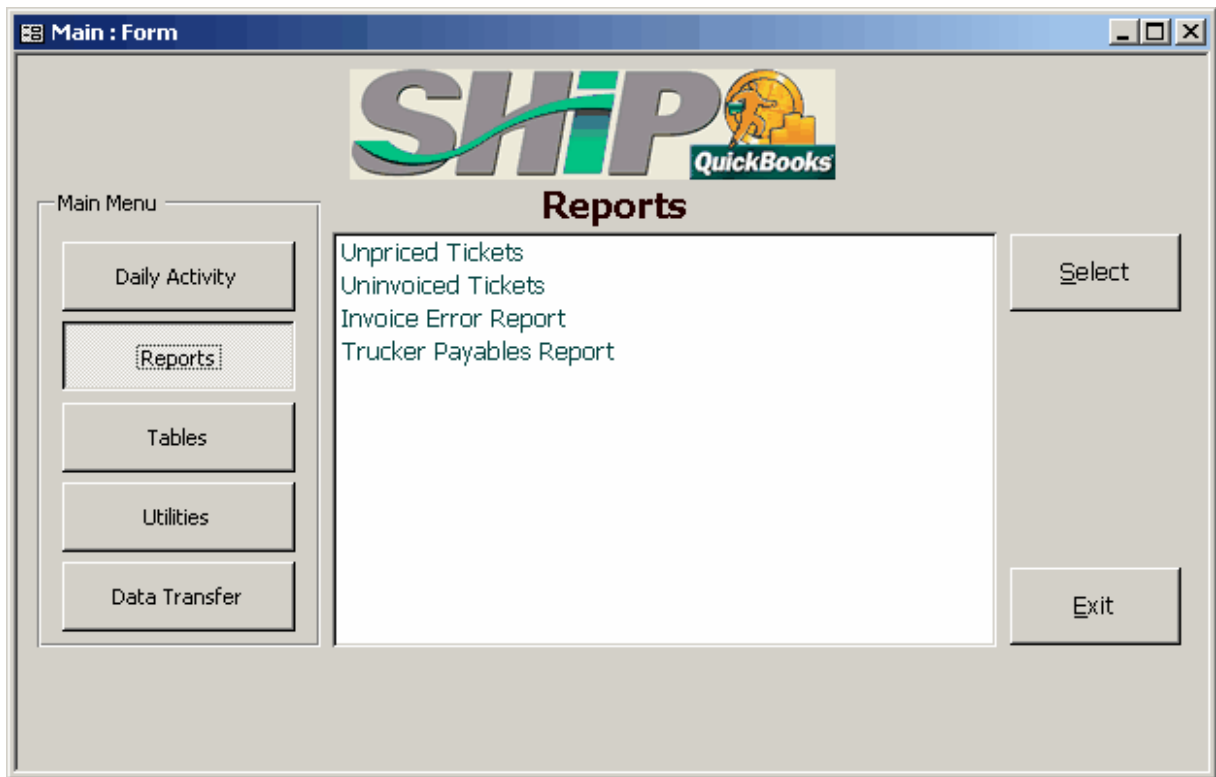 Main : Form
SHiP
QuickBooks
Reports
Main Menu
Daily Activity
Reports
Tables
Utilities
Data Transfer
Unpriced Tickets
Uninvoiced Tickets
Invoice Error Report
Trucker Payables Report
Select
Exit